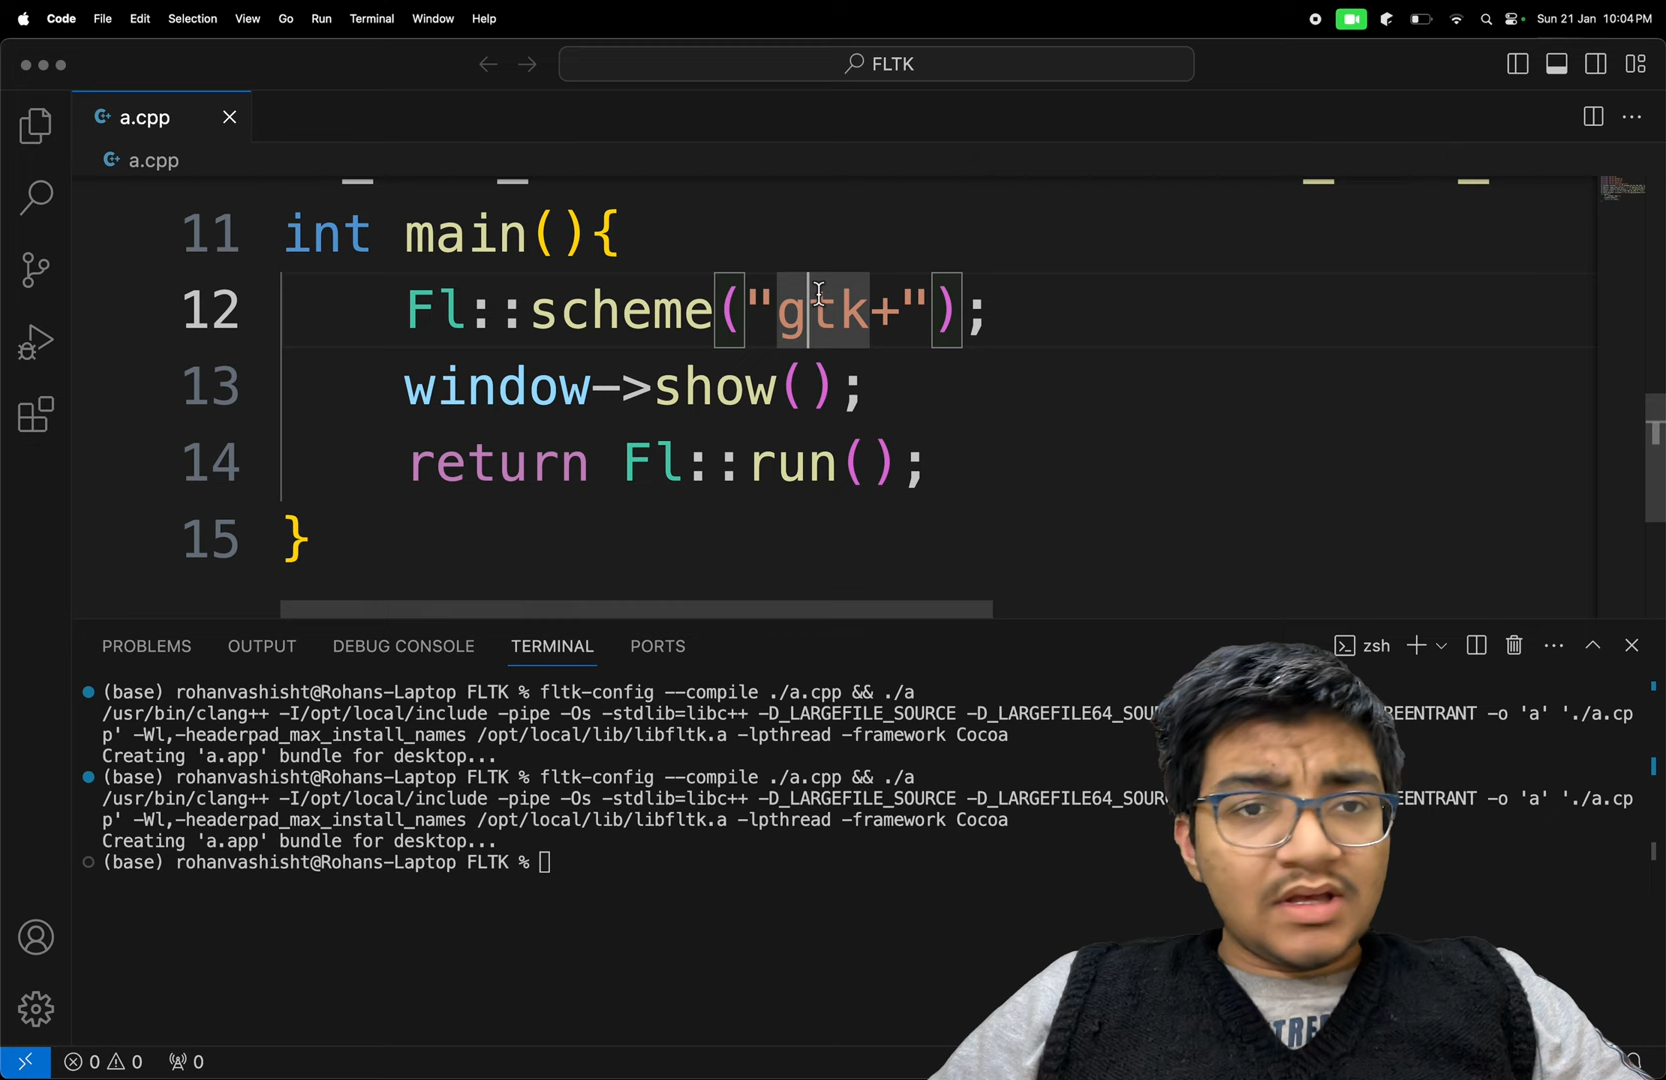 Code File Edit Selection View Go Run Terminal Window Help Sun 21 Jan 10:04 PM
FLTK
a.cpp
a.cpp
11 int main(){
12 Fl::scheme("gtk+");
13 window->show();
14 return Fl::run();
15 }
PROBLEMS OUTPUT DEBUG CONSOLE TERMINAL PORTS zsh
(base) rohanvashisht@Rohans-Laptop FLTK % fltk-config --compile ./a.cpp && ./a
/usr/bin/clang++ -I/opt/local/include -pipe -Os -stdlib=libc++ -D_LARGEFILE_SOURCE -D_LARGEFILE64_SOU REENTRANT -o 'a' './a.cp
p' -Wl,-headerpad_max_install_names /opt/local/lib/libfltk.a -lpthread -framework Cocoa
Creating 'a.app' bundle for desktop...
(base) rohanvashisht@Rohans-Laptop FLTK % fltk-config --compile ./a.cpp && ./a
/usr/bin/clang++ -I/opt/local/include -pipe -Os -stdlib=libc++ -D_LARGEFILE_SOURCE -D_LARGEFILE64_SOUR ENTRANT -o 'a' './a.cp
p' -Wl,-headerpad_max_install_names /opt/local/lib/libfltk.a -lpthread -framework Cocoa
Creating 'a.app' bundle for desktop...
(base) rohanvashisht@Rohans-Laptop FLTK %
0 0 0